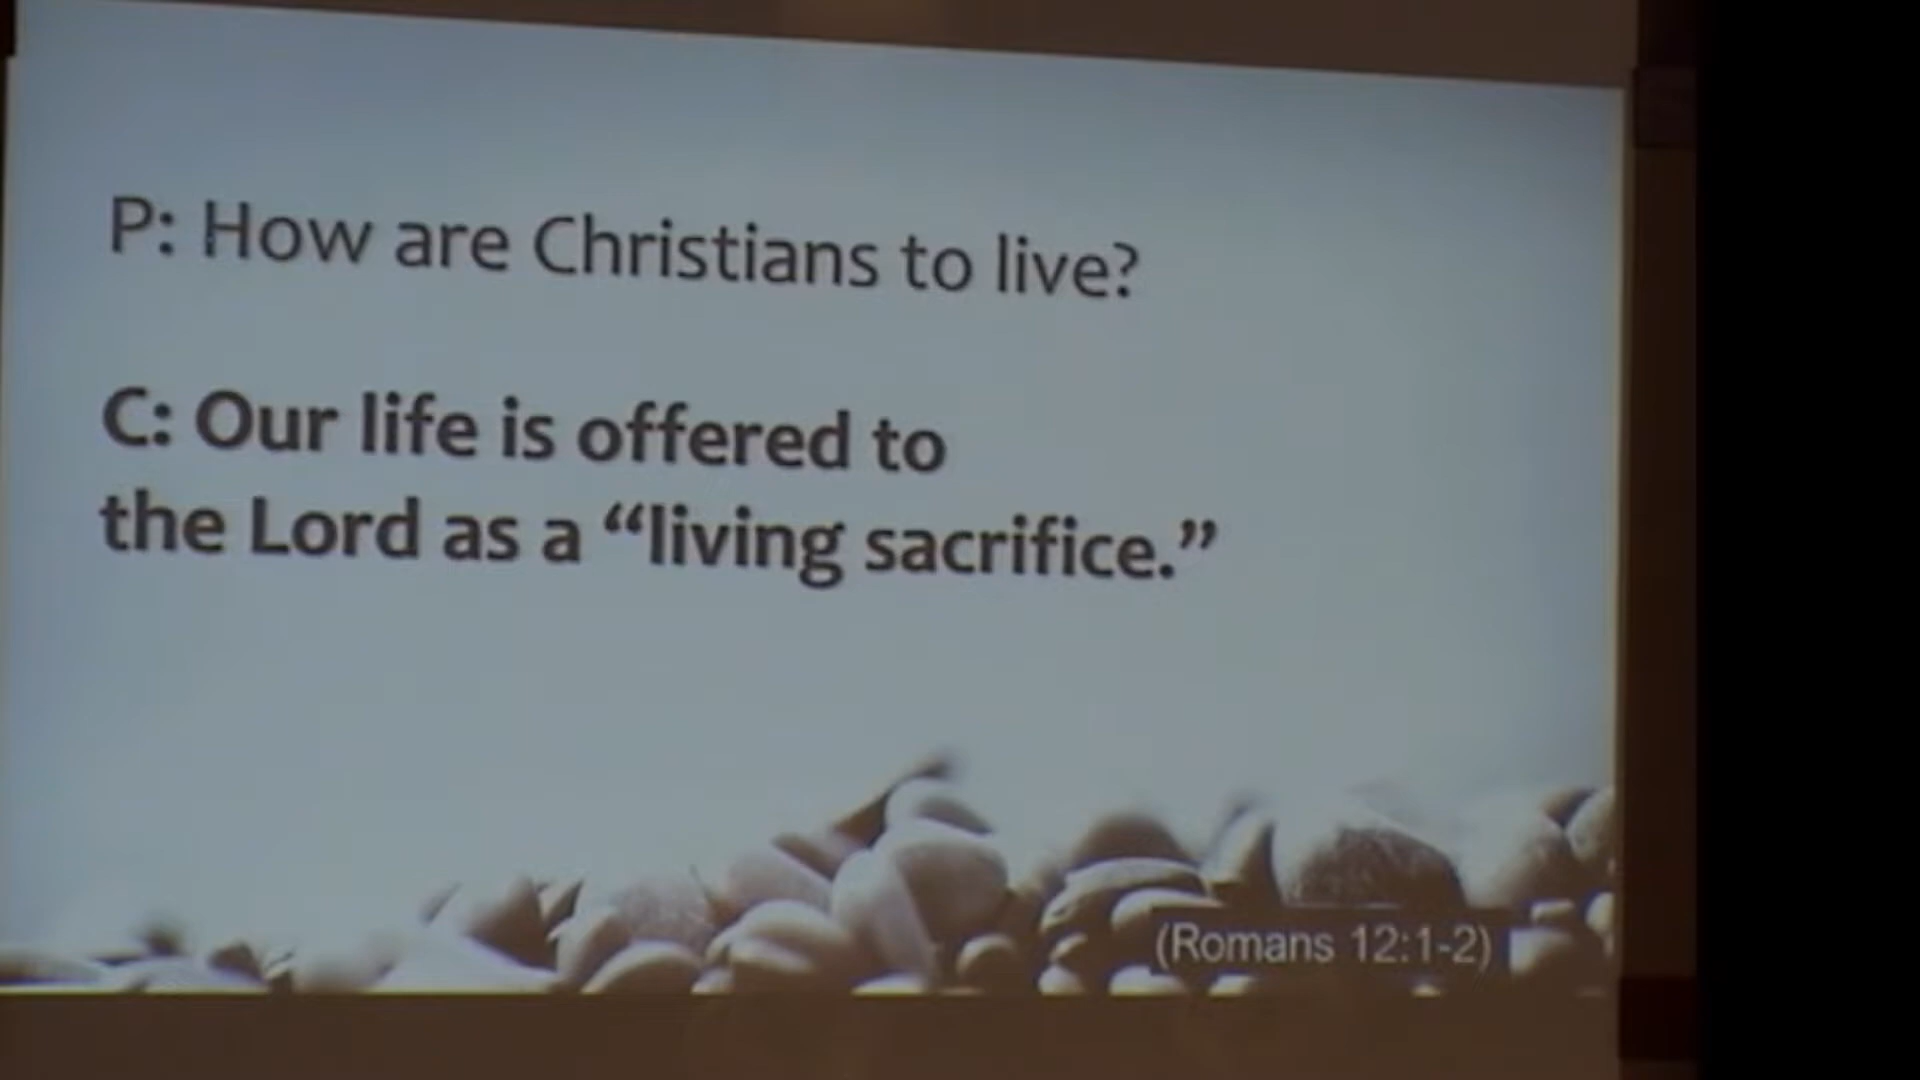 P: How are Christians to live?
C: Our life is offered to
the Lord as a “living sacrifice.”
(Romans 12:1-2)